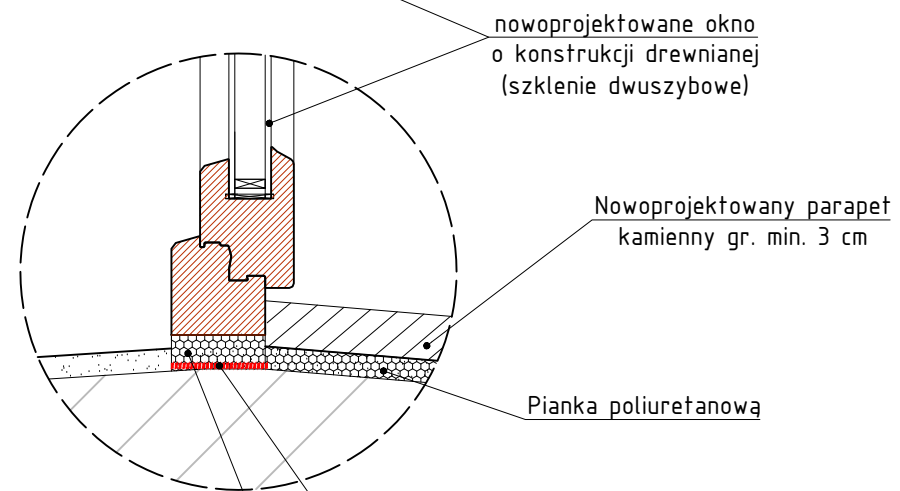 nowoprojektowane okno
o konstrukcji drewnianej
(szklenie dwuszybowe)
Nowoprojektowany parapet
kamienny gr. min. 3 cm
Pianka poliuretanową